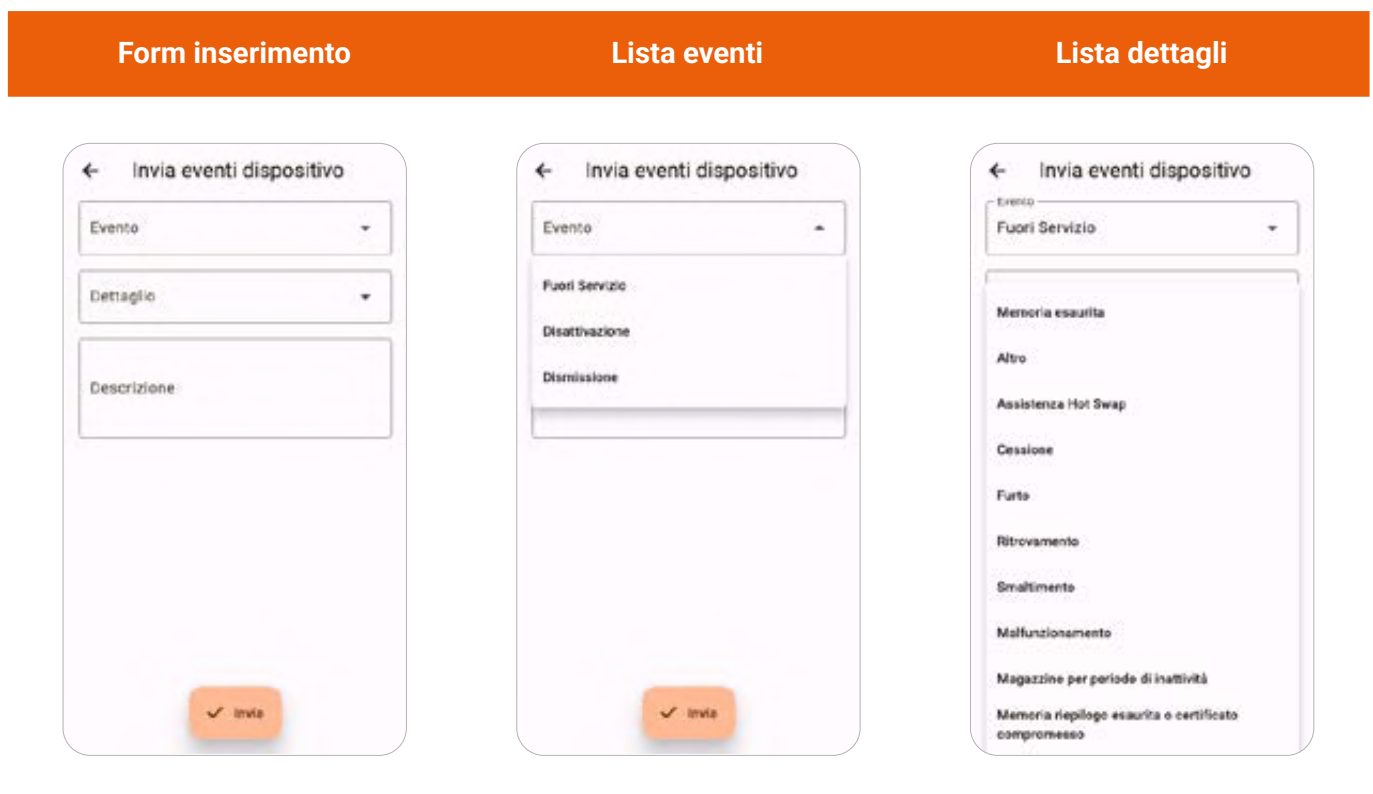 Form inserimento
Lista eventi
Lista dettagli
Invia eventi dispositivo
Evento
Dettaglio
Descrizione
Invia
Invia eventi dispositivo
Evento
Fuori Servizio
Disattivazione
Dismissione
Invia
Invia eventi dispositivo
Evento
Fuori Servizio
Memoria esaurita
Altro
Assistenza Hot Swap
Cessione
Furto
Ritrovamento
Smaltimento
Malfunzionamento
Magazzino per periodo di inattività
Memoria riepilogo esaurita o certificato
compromesso